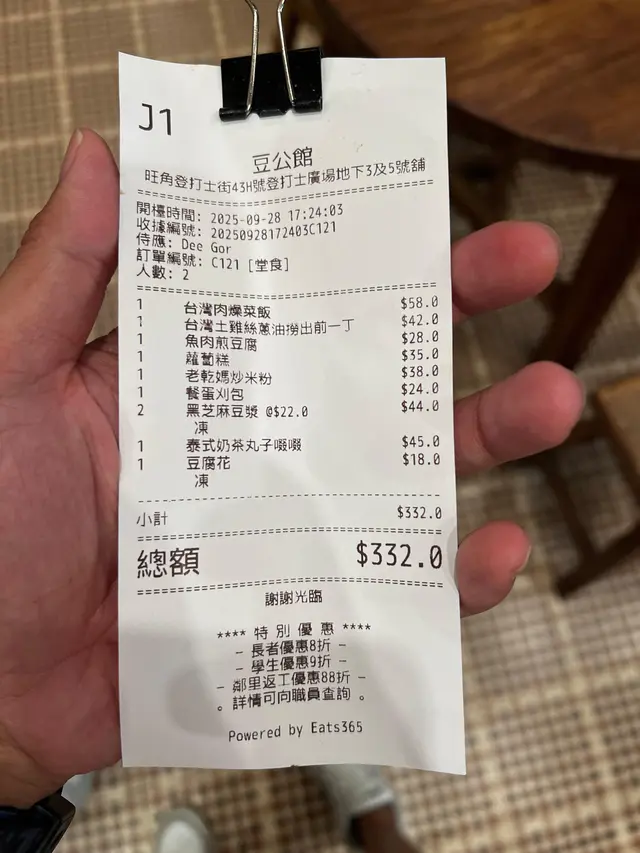 J1
豆公館
旺角登打士街43H號登打士廣場地下3及5號舖
開檯時間: 2025-09-28 17:24:03
收據編號: 20250928172403C121
侍應: Dee Gor
訂單編號: C121 [堂食]
人數: 2
1 台灣肉燥菜飯 $58.0
1 台灣土雞絲蔥油撈出前一丁 $42.0
1 魚肉煎豆腐 $28.0
1 蘿蔔糕 $35.0
1 老乾媽炒米粉 $38.0
1 餐蛋刈包 $24.0
2 黑芝麻豆漿 @$22.0 $44.0
凍
1 泰式奶茶丸子啜啜 $45.0
1 豆腐花 $18.0
凍
小計 $332.0
總額 $332.0
謝謝光臨
**** 特 別 優 惠 ****
- 長者優惠8折 -
- 學生優惠9折 -
- 鄰里返工優惠88折 -
。詳情可向職員查詢 。
Powered by Eats365